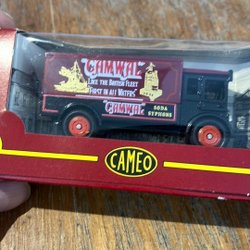 "CAMWAL"
LIKE THE BRITISH FLEET
"FIRST IN ALL WATERS"
"CAMWAL"
SODA
SYPHONS
CAMEO